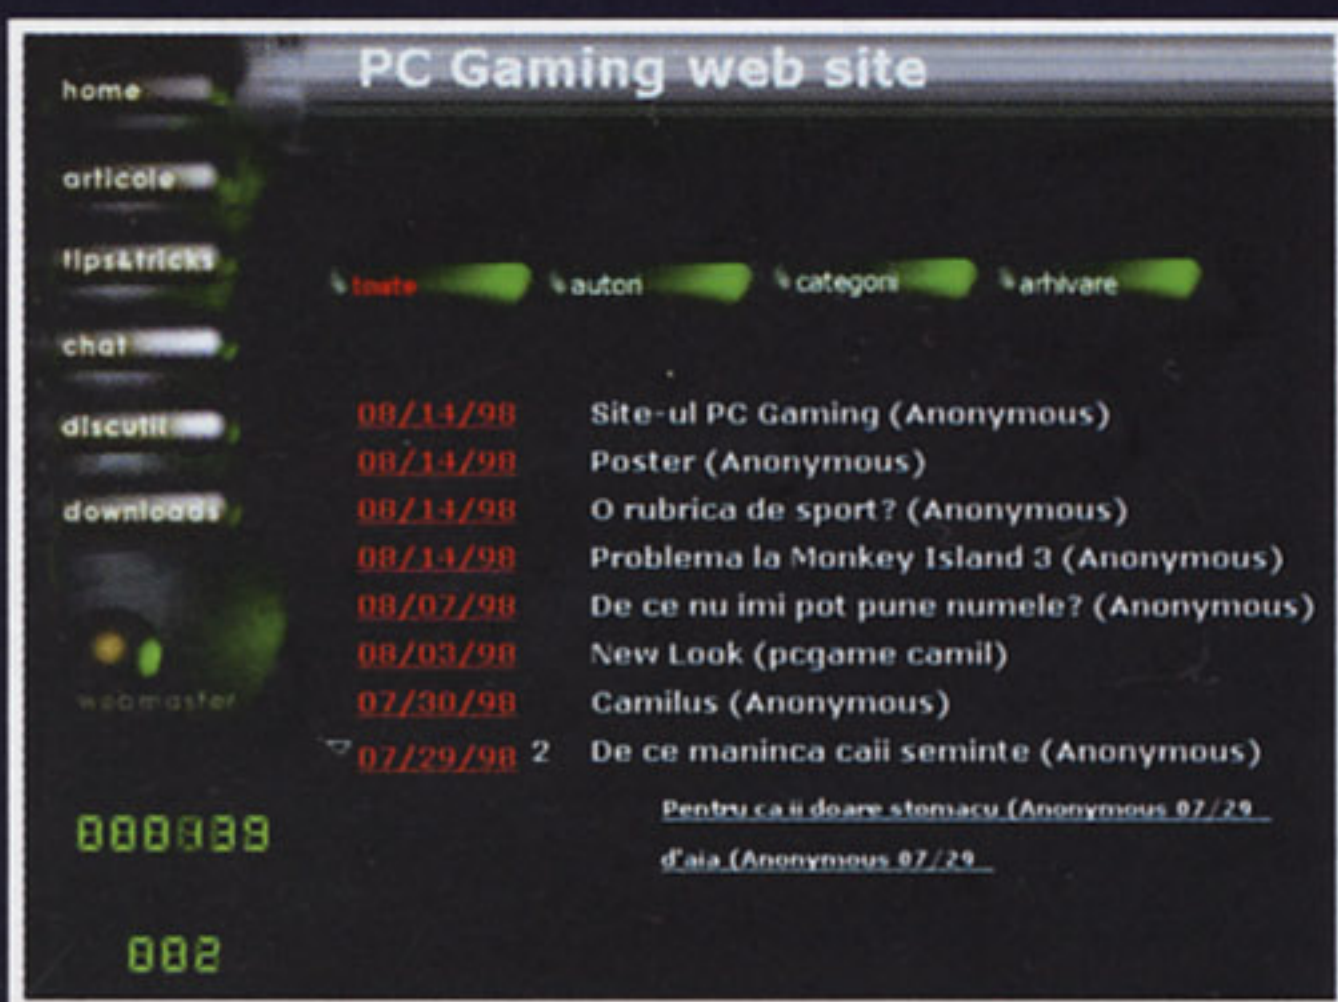 PC Gaming web site
home
articole
tips&tricks
chat
discutii
downloads
webmaster
000139
002
toate autori categorii arhivare
08/14/98 Site-ul PC Gaming (Anonymous)
08/14/98 Poster (Anonymous)
08/14/98 O rubrica de sport? (Anonymous)
08/14/98 Problema la Monkey Island 3 (Anonymous)
08/07/98 De ce nu imi pot pune numele? (Anonymous)
08/03/98 New Look (pcgame camil)
07/30/98 Camilus (Anonymous)
07/29/98 2 De ce maninca caii seminte (Anonymous)
Pentru ca ii doare stomacu (Anonymous 07/29
d'aia (Anonymous 07/29